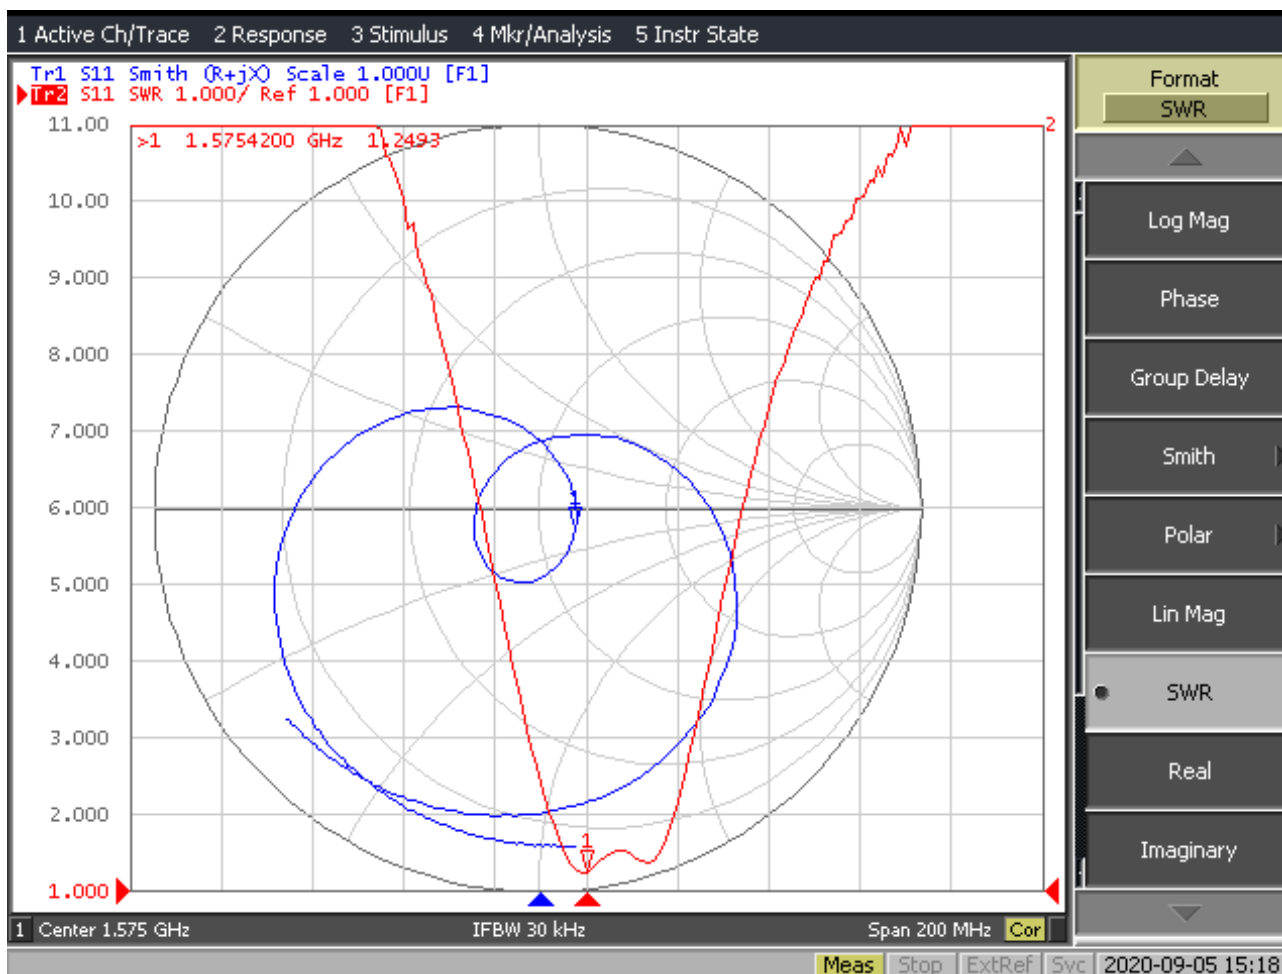 1 Active Ch/Trace 2 Response 3 Stimulus 4 Mkr/Analysis 5 Instr State
Tr1 S11 Smith (R+jX) Scale 1.000U [F1]
Tr2 S11 SWR 1.000/ Ref 1.000 [F1]
11.00
>1 1.5754200 GHz 1.2493
2
10.00
9.000
8.000
7.000
6.000
5.000
4.000
3.000
2.000
1.000
1
1
1 Center 1.575 GHz IFBW 30 kHz Span 200 MHz Cor
Format
SWR
Log Mag
Phase
Group Delay
Smith
Polar
Lin Mag
SWR
Real
Imaginary
Meas Stop ExtRef Svc 2020-09-05 15:18